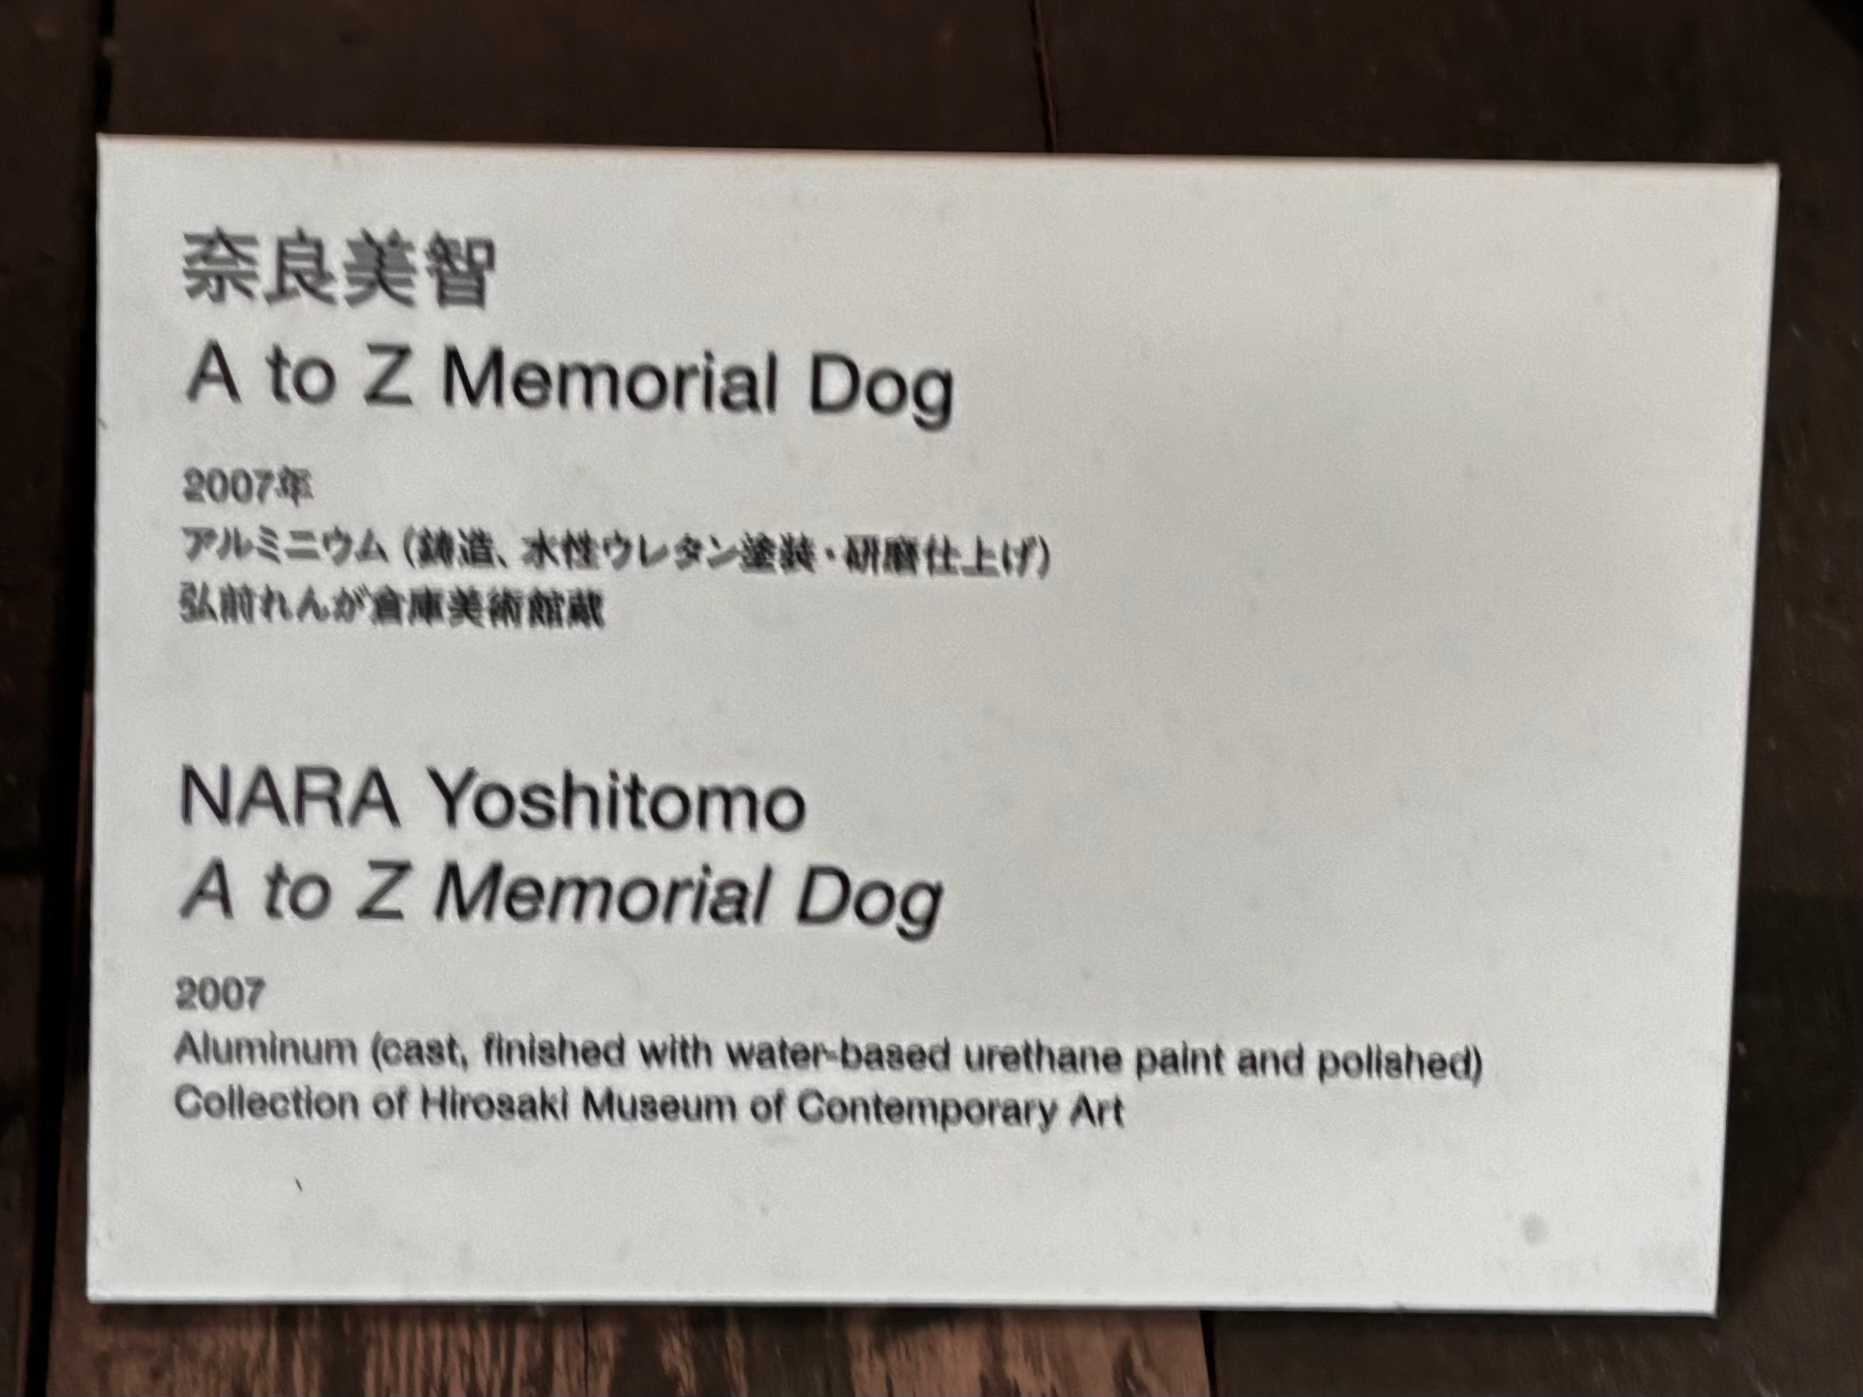 奈良美智
A to Z Memorial Dog
2007年
アルミニウム（鋳造、水性ウレタン塗装・研磨仕上げ）
弘前れんが倉庫美術館蔵
NARA Yoshitomo
A to Z Memorial Dog
2007
Aluminum (cast, finished with water-based urethane paint and polished)
Collection of Hirosaki Museum of Contemporary Art